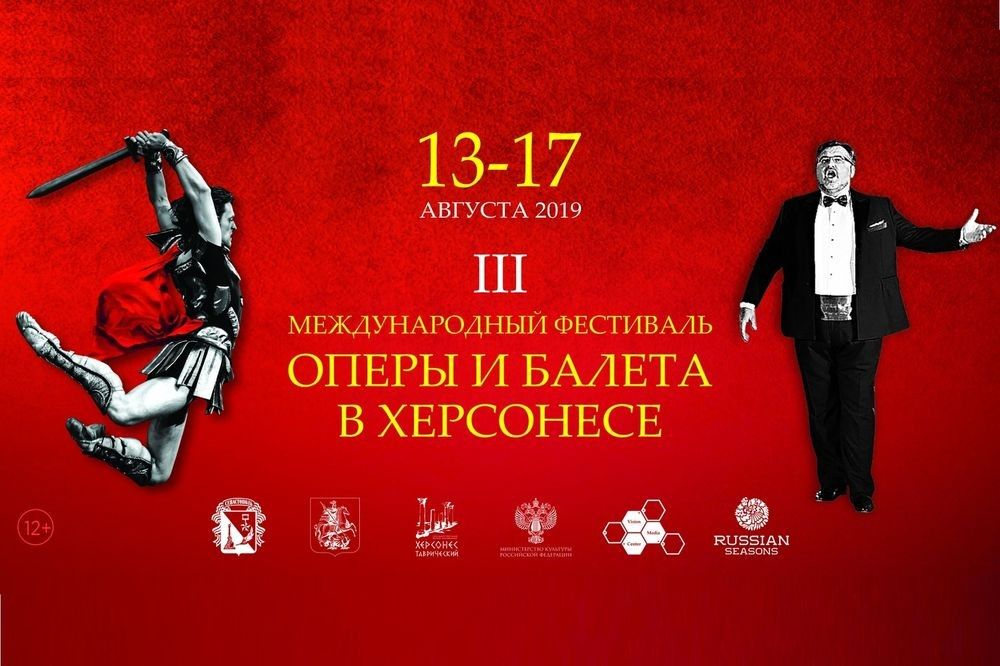 13-17
АВГУСТА 2019
III
МЕЖДУНАРОДНЫЙ ФЕСТИВАЛЬ
ОПЕРЫ И БАЛЕТА
В ХЕРСОНЕСЕ
12+
СЕВАСТОПОЛЬ
ХЕРСОНЕС
ТАВРИЧЕСКИЙ
МИНИСТЕРСТВО КУЛЬТУРЫ
РОССИЙСКОЙ ФЕДЕРАЦИИ
Vision
Media
Center
RUSSIAN
SEASONS